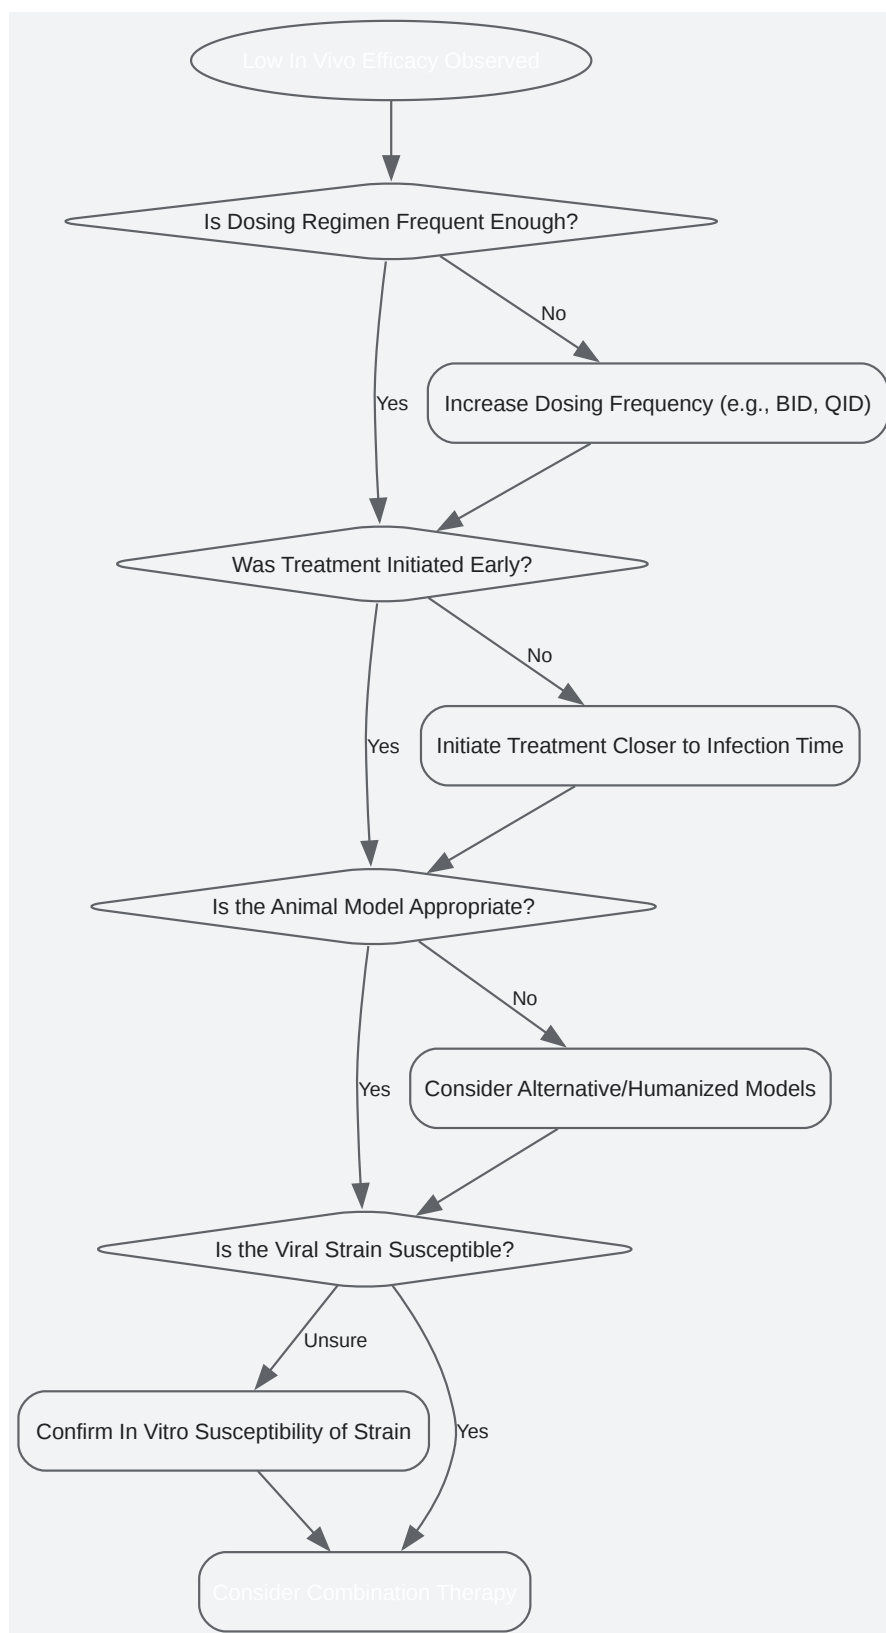 Low In Vivo Efficacy Observed
Is Dosing Regimen Frequent Enough?
No
Yes
Increase Dosing Frequency (e.g., BID, QID)
Was Treatment Initiated Early?
No
Yes
Initiate Treatment Closer to Infection Time
Is the Animal Model Appropriate?
No
Yes
Consider Alternative/Humanized Models
Is the Viral Strain Susceptible?
Unsure
Confirm In Vitro Susceptibility of Strain
Yes
Consider Combination Therapy